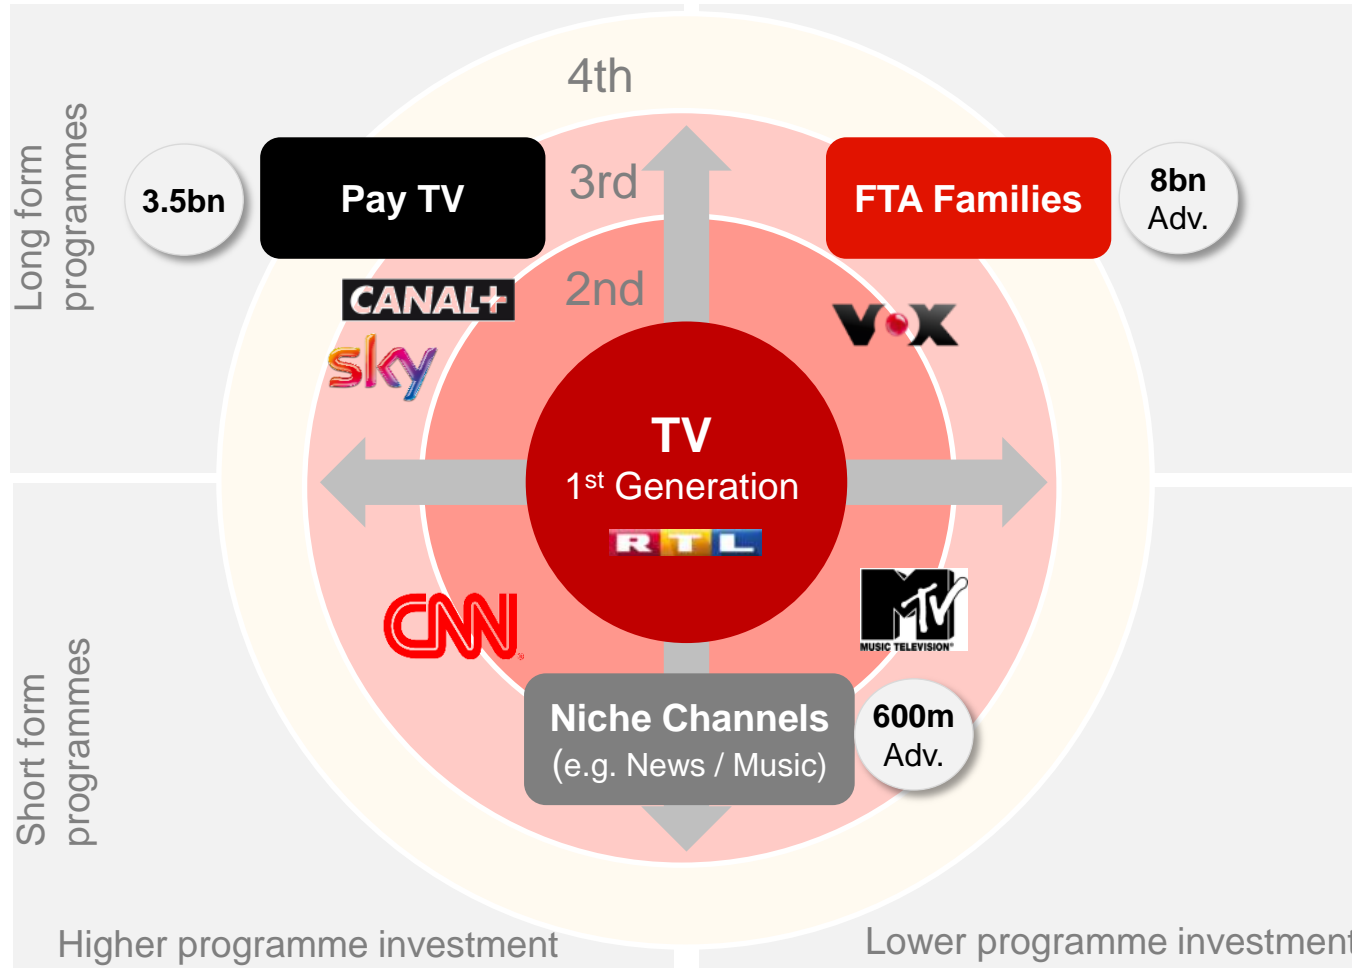 4th
Long form
programmes
3.5bn
Pay TV
3rd
FTA Families
8bn
Adv.
2nd
CANAL+
sky
VOX
TV
1st Generation
RTL
CNN
MTV
MUSIC TELEVISION®
Short form
programmes
Niche Channels
(e.g. News / Music)
600m
Adv.
Higher programme investment
Lower programme investment